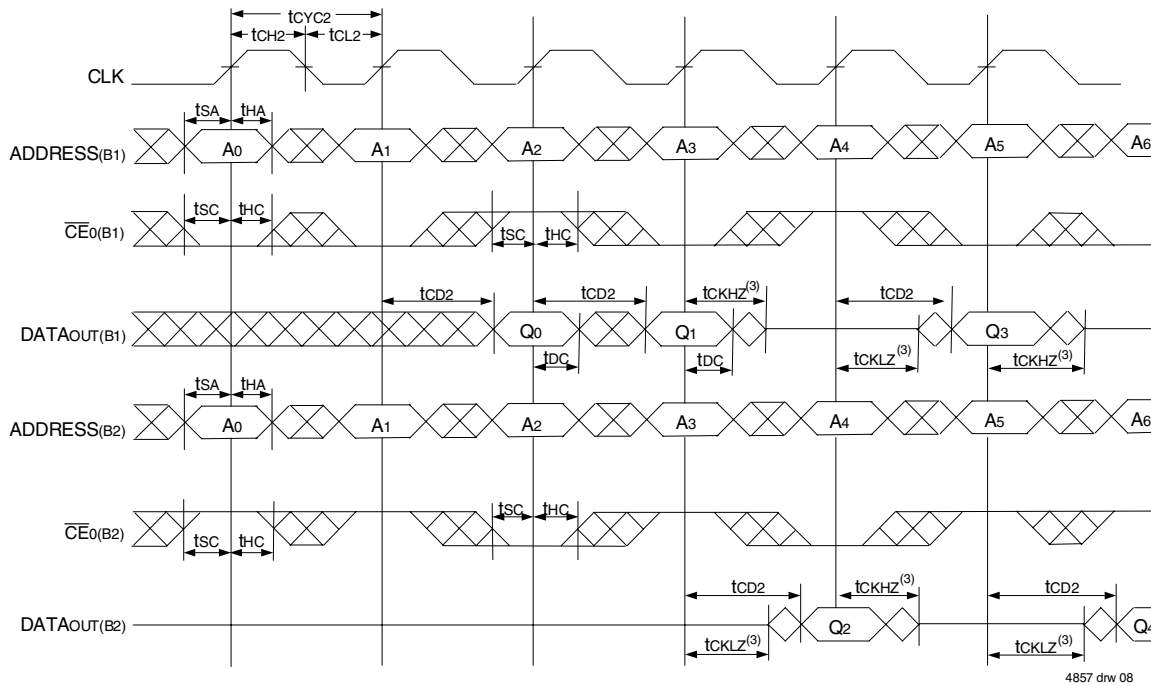 tCYC2
tCH2 tCL2
CLK
tSA tHA
ADDRESS(B1) A0 A1 A2 A3 A4 A5 A6
tSC tHC
CE0(B1)
tSC tHC
tCD2 tCD2 tCKHZ(3) tCD2
DATAOUT(B1) Q0 Q1 Q3
tDC tDC tCKLZ(3) tCKHZ(3)
tSA tHA
ADDRESS(B2) A0 A1 A2 A3 A4 A5 A6
tSC tHC
CE0(B2)
tSC tHC
tCD2 tCKHZ(3) tCD2
DATAOUT(B2) Q2 Q4
tCKLZ(3) tCKLZ(3)
4857 drw 08